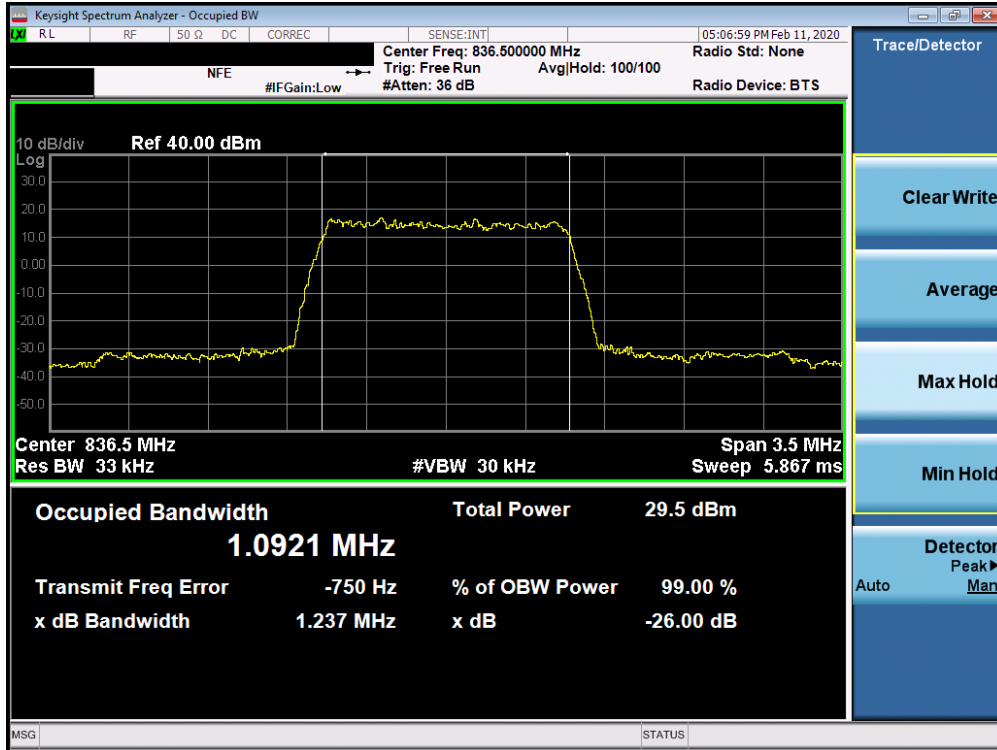 Keysight Spectrum Analyzer - Occupied BW
LXI RL RF 50 Ω DC CORREC SENSE:INT 05:06:59 PM Feb 11, 2020
Center Freq: 836.500000 MHz Radio Std: None
NFE Trig: Free Run Avg|Hold: 100/100
#IFGain:Low #Atten: 36 dB Radio Device: BTS
10 dB/div Ref 40.00 dBm
Log
30.0
20.0
10.0
0.00
-10.0
-20.0
-30.0
-40.0
-50.0
Center 836.5 MHz Span 3.5 MHz
Res BW 33 kHz #VBW 30 kHz Sweep 5.867 ms
Occupied Bandwidth Total Power 29.5 dBm
1.0921 MHz
Transmit Freq Error -750 Hz % of OBW Power 99.00 %
x dB Bandwidth 1.237 MHz x dB -26.00 dB
MSG STATUS
Trace/Detector
Clear Write
Average
Max Hold
Min Hold
Detector
Peak▶
Auto Man